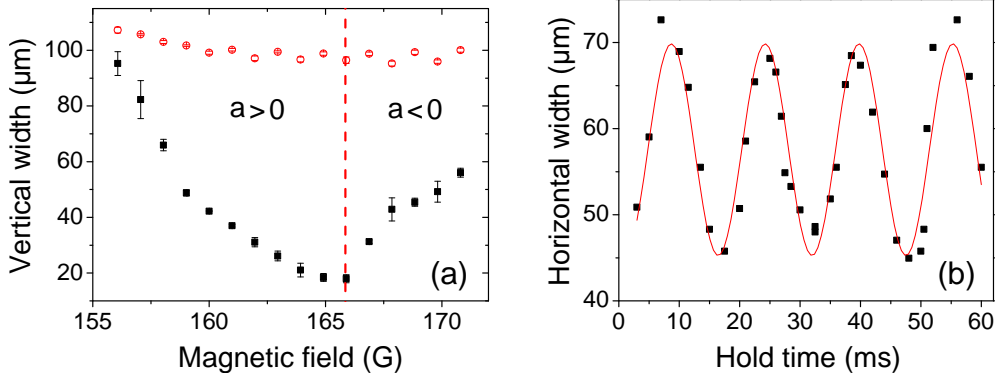 Vertical width (μm)
100
80
60
40
20
a>0
a<0
(a)
155
160
165
170
Magnetic field (G)
Horizontal width (μm)
70
60
50
40
(b)
0
10
20
30
40
50
60
Hold time (ms)